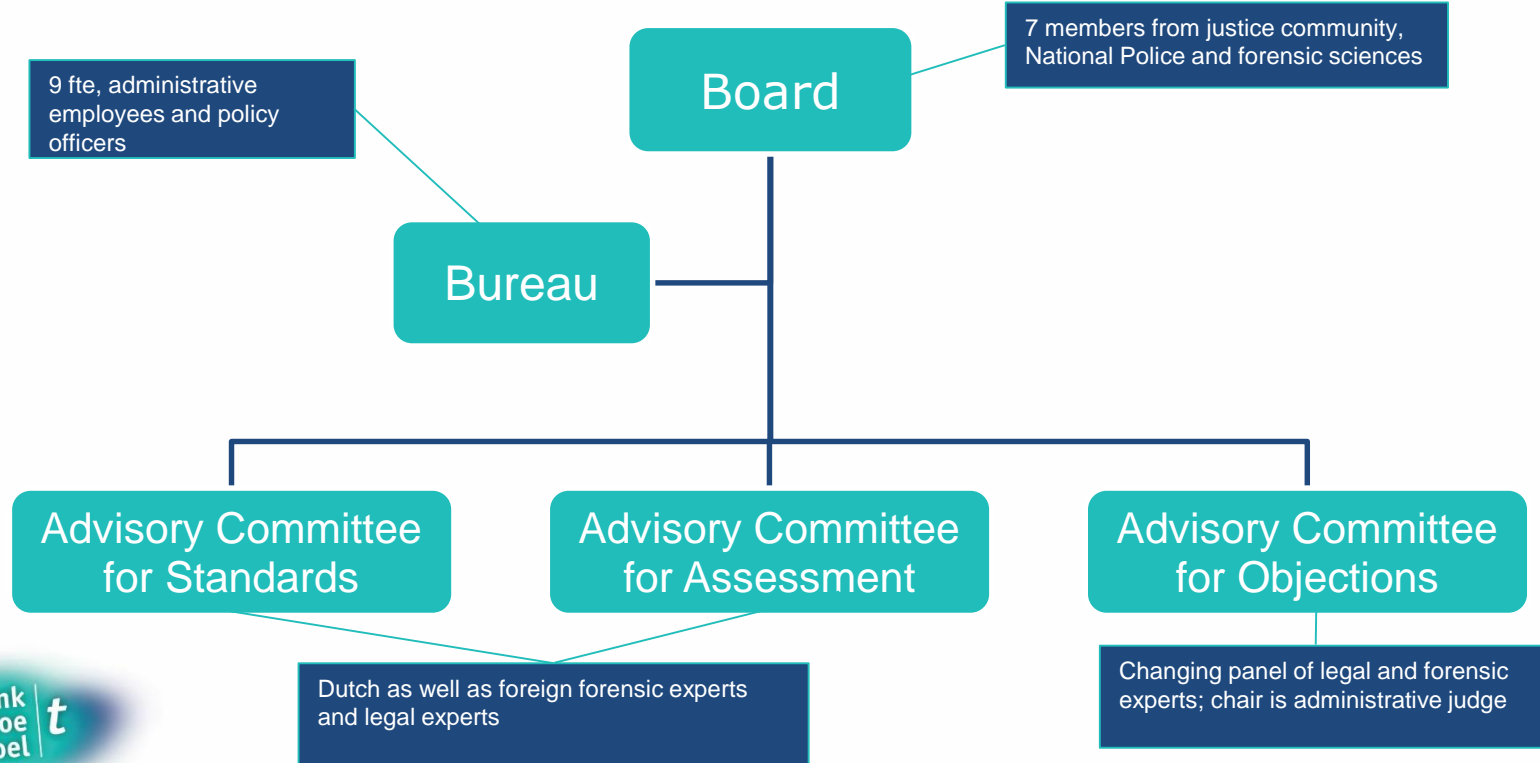 7 members from justice community,
National Police and forensic sciences
Board
9 fte, administrative
employees and policy
officers
Bureau
Advisory Committee
for Standards
Advisory Committee
for Assessment
Advisory Committee
for Objections
Dutch as well as foreign forensic experts
and legal experts
Changing panel of legal and forensic
experts; chair is administrative judge
t